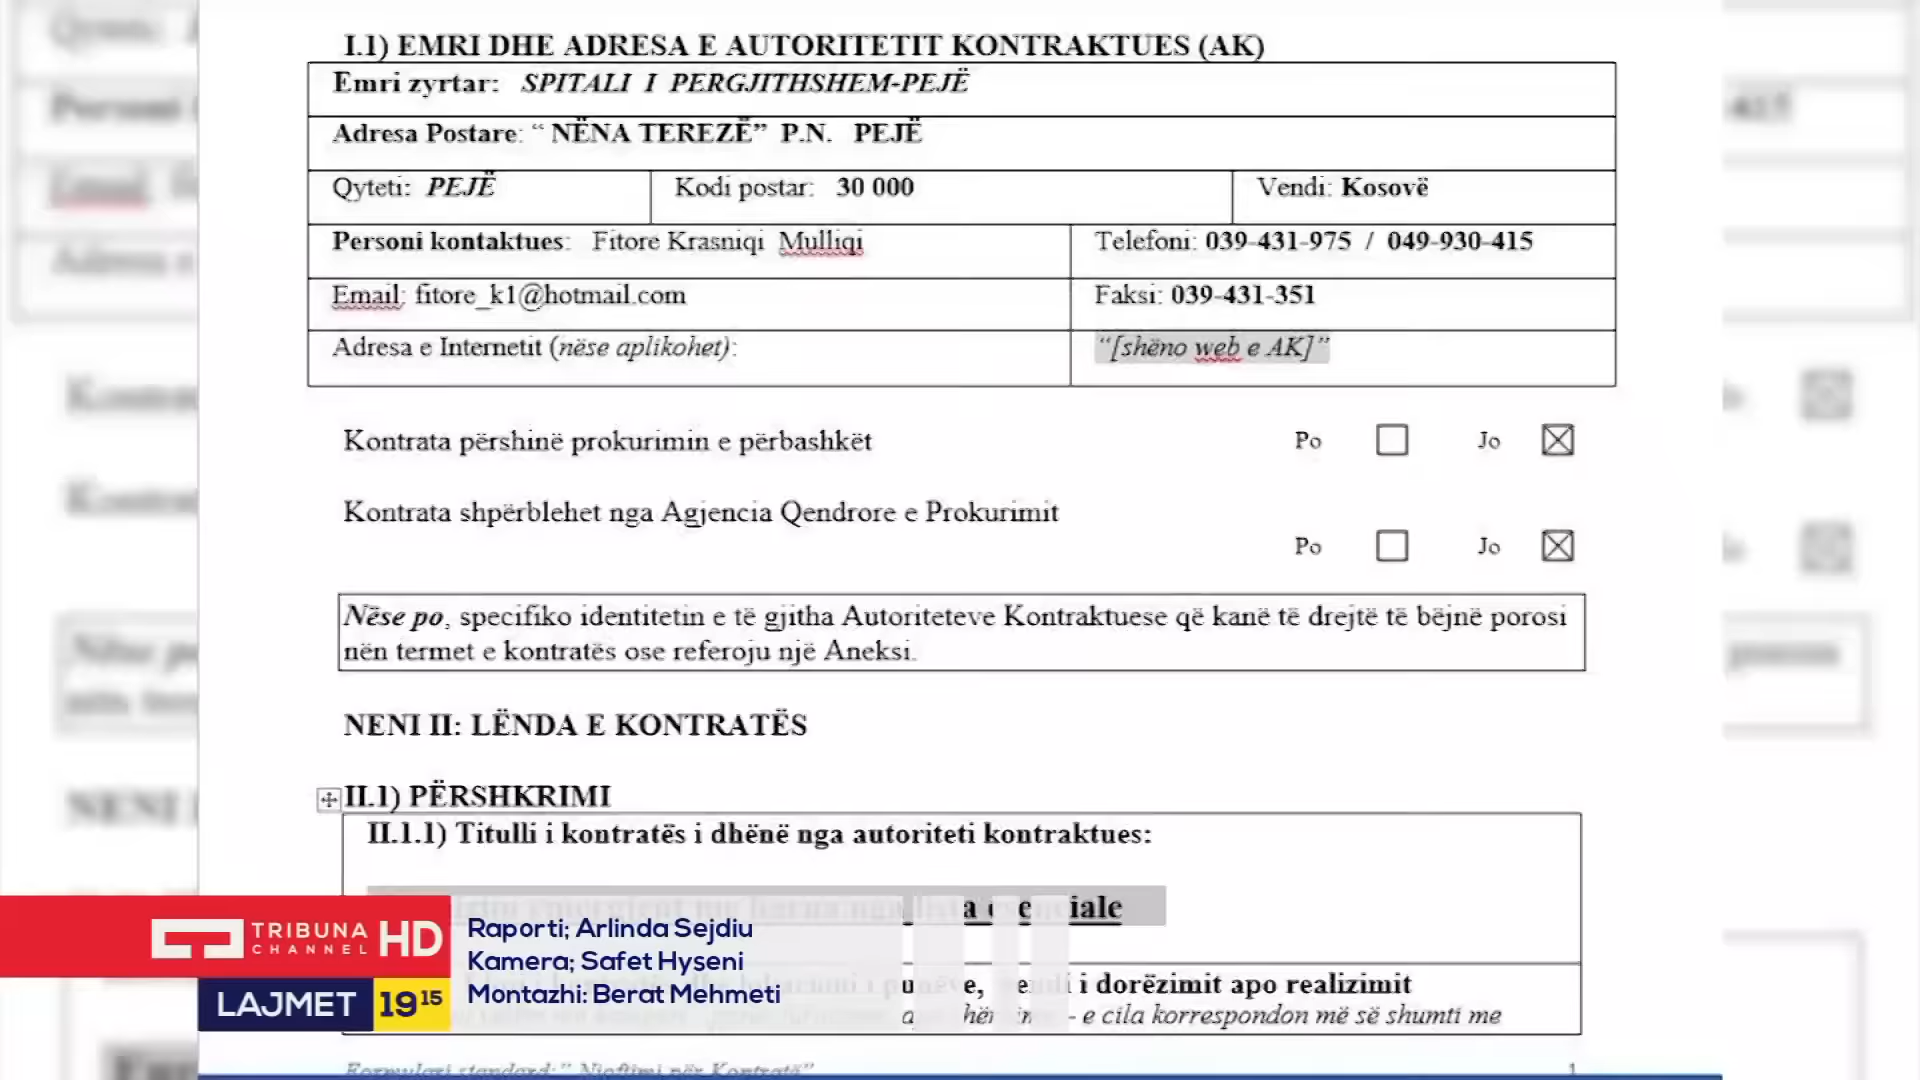 I.1) EMRI DHE ADRESA E AUTORITETIT KONTRAKTUES (AK)
Emri zyrtar: SPITALI I PERGJITHSHEM-PEJË
Adresa Postare: “ NËNA TEREZË” P.N. PEJË
Qyteti: PEJË Kodi postar: 30 000 Vendi: Kosovë
Personi kontaktues: Fitore Krasniqi Mulliqi Telefoni: 039-431-975 / 049-930-415
Email: fitore_k1@hotmail.com Faksi: 039-431-351
Adresa e Internetit (nëse aplikohet): “[shëno web e AK]”
Kontrata përshinë prokurimin e përbashkët Po Jo
Kontrata shpërblehet nga Agjencia Qendrore e Prokurimit
Po Jo
Nëse po, specifiko identitetin e të gjitha Autoriteteve Kontraktuese që kanë të drejtë të bëjnë porosi
nën termet e kontratës ose referoju një Aneksi.
NENI II: LËNDA E KONTRATËS
II.1) PËRSHKRIMI
II.1.1) Titulli i kontratës i dhënë nga autoriteti kontraktues:
i dorëzimit apo realizimit
- e cila korrespondon më së shumti me
Formulari standard:” Njoftimi për Kontratë” 1
TRIBUNA
CHANNEL
HD
LAJMET 19 15
Raporti; Arlinda Sejdiu
Kamera; Safet Hyseni
Montazhi: Berat Mehmeti